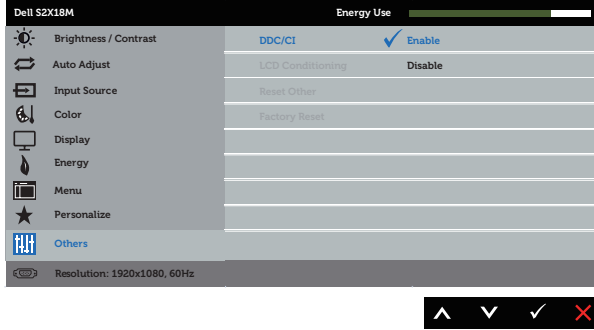 Dell S2X18M Energy Use
Brightness / Contrast DDC/CI Enable
Auto Adjust LCD Conditioning Disable
Input Source Reset Other
Color Factory Reset
Display
Energy
Menu
Personalize
Others
Resolution: 1920x1080, 60Hz